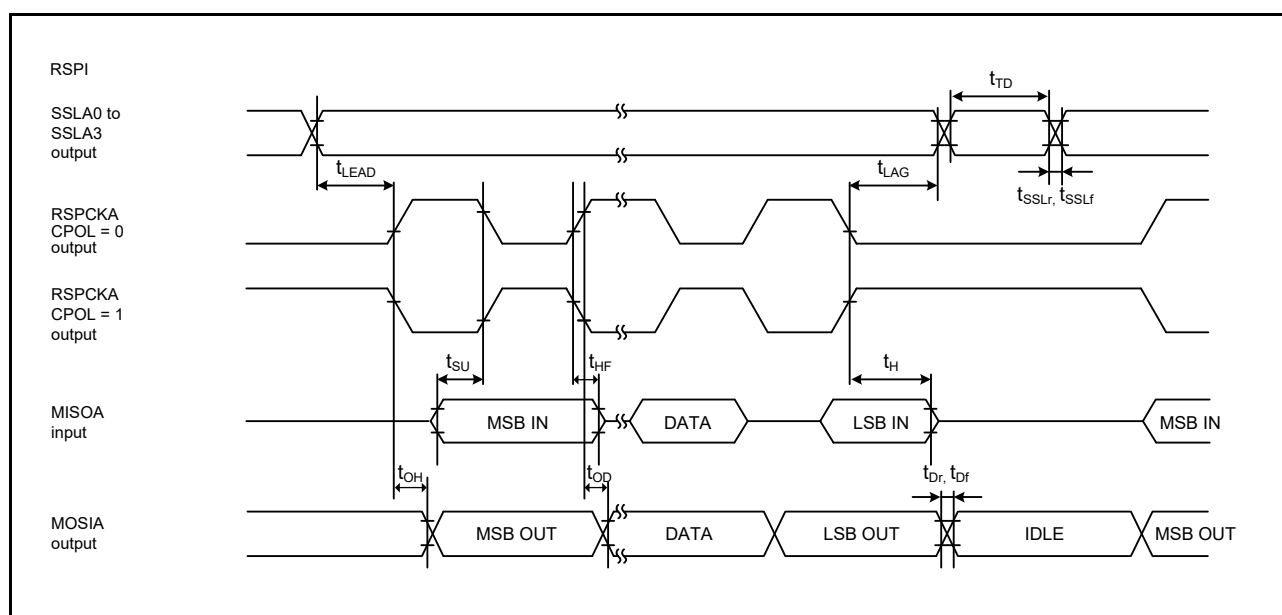 RSPI
SSLA0 to
SSLA3
output
tTD
tLEAD
tLAG
tSSLr, tSSLf
RSPCKA
CPOL = 0
output
RSPCKA
CPOL = 1
output
tSU
tHF
tH
MISOA
input
MSB IN
DATA
LSB IN
MSB IN
tOH
tOD
tDr, tDf
MOSIA
output
MSB OUT
DATA
LSB OUT
IDLE
MSB OUT